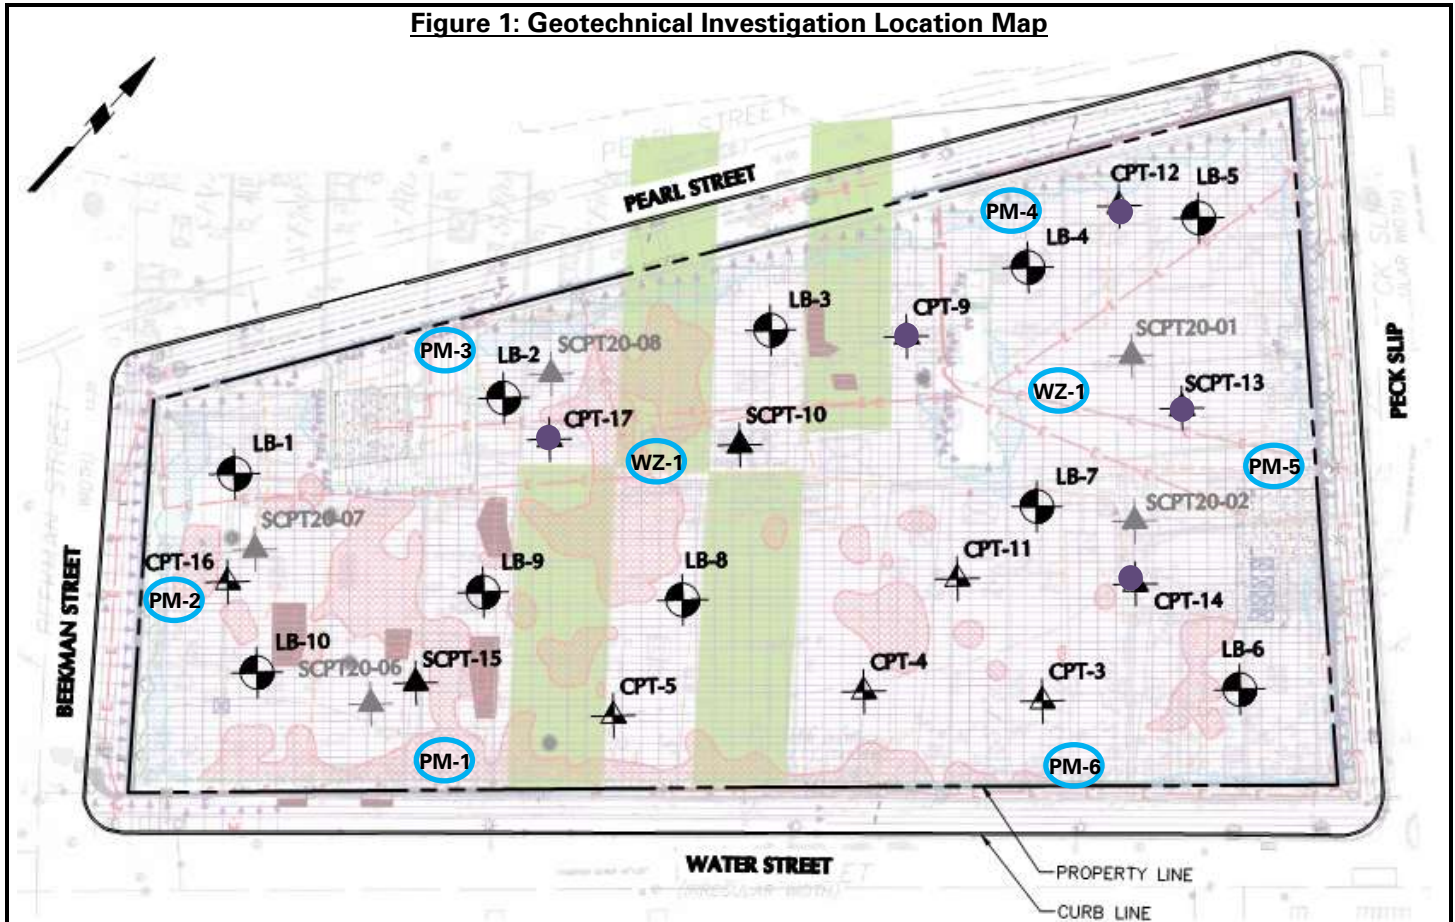 Figure 1: Geotechnical Investigation Location Map
PEARL STREET
PEARL STREET
CPT-12
LB-5
PM-4
LB-4
LB-3
CPT-9
SCPT20-01
PM-3
SCPT20-08
LB-2
WZ-1
SCPT-13
PECK SLIP
CPT-17
SCPT-10
LB-1
WZ-1
PM-5
LB-7
SCPT20-02
SCPT20-07
CPT-16
LB-9
LB-8
CPT-11
PM-2
CPT-14
BEEKMAN STREET
LB-10
SCPT20-06
SCPT-15
CPT-5
CPT-4
CPT-3
LB-6
PM-1
PM-6
WATER STREET
(IRREGULAR WIDTH)
PROPERTY LINE
CURB LINE